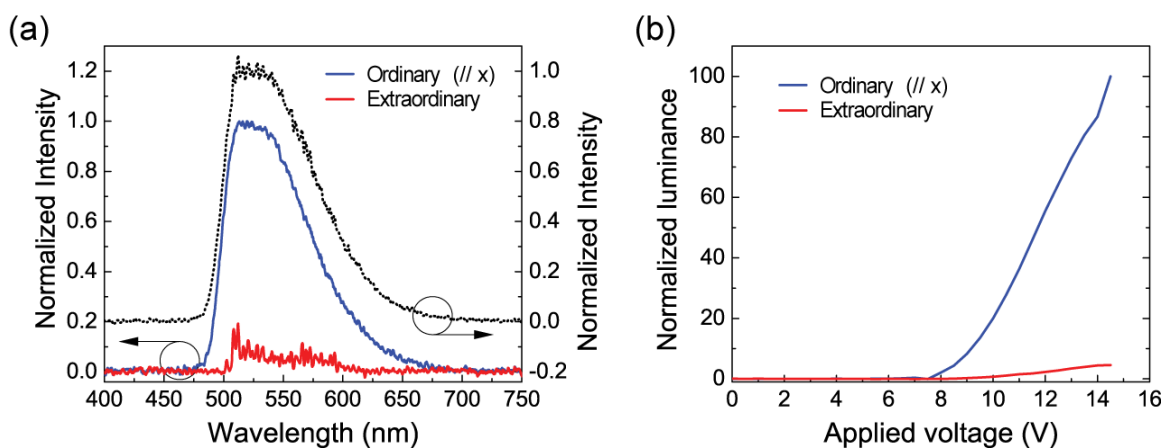 (a)
Normalized Intensity
1.2
1.0
0.8
0.6
0.4
0.2
0.0
Ordinary (// x)
Extraordinary
1.0
0.8
0.6
0.4
0.2
0.0
-0.2
Normalized Intensity
400 450 500 550 600 650 700 750
Wavelength (nm)
(b)
Normalized luminance
100
80
60
40
20
0
Ordinary (// x)
Extraordinary
0 2 4 6 8 10 12 14 16
Applied voltage (V)